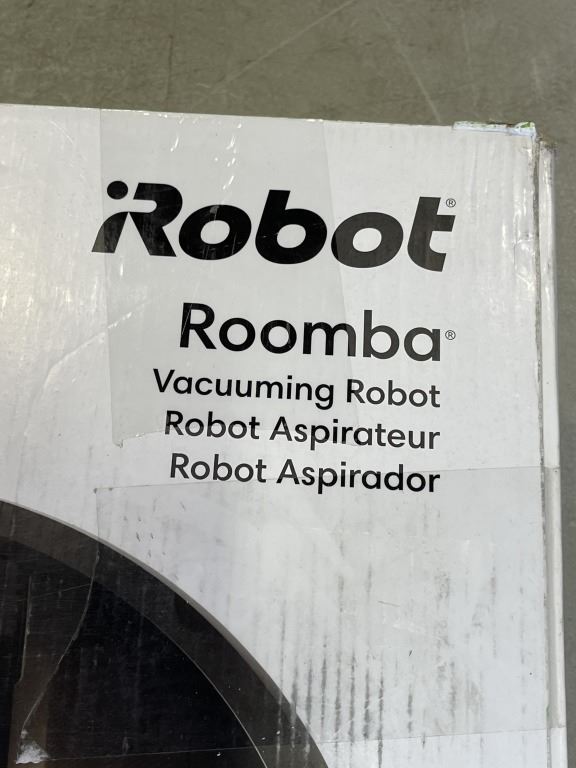 iRobot®
Roomba®
Vacuuming Robot
Robot Aspirateur
Robot Aspirador